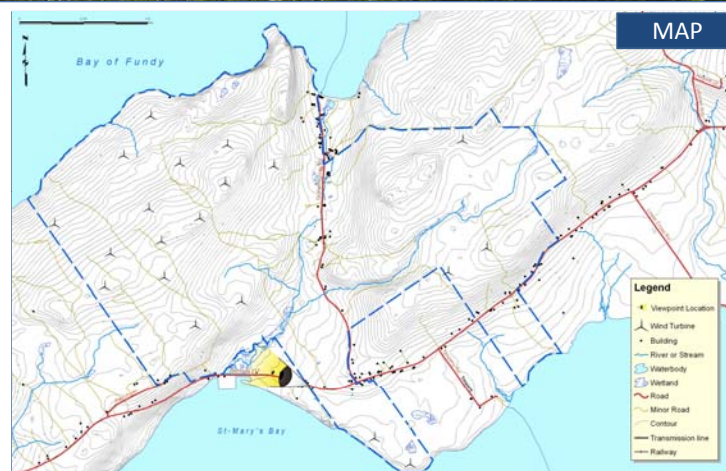 MAP
Bay of Fundy
St-Mary's Bay
Legend
Viewpoint Location
Wind Turbine
Building
River or Stream
Waterbody
Wetland
Road
Minor Road
Contour
Transmission line
Railway